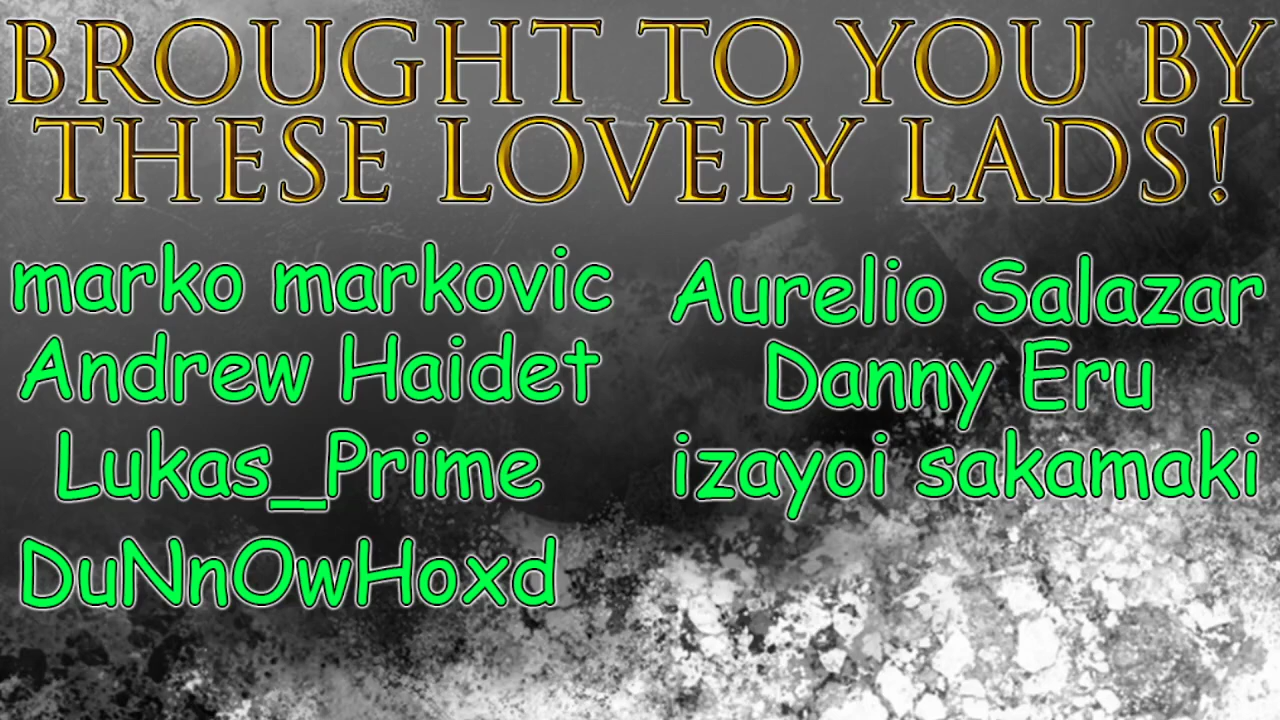 BROUGHT TO YOU BY
THESE LOVELY LADS!
marko markovic
Andrew Haidet
Lukas_Prime
DuNnOwHoxd
Aurelio Salazar
Danny Eru
izayoi sakamaki